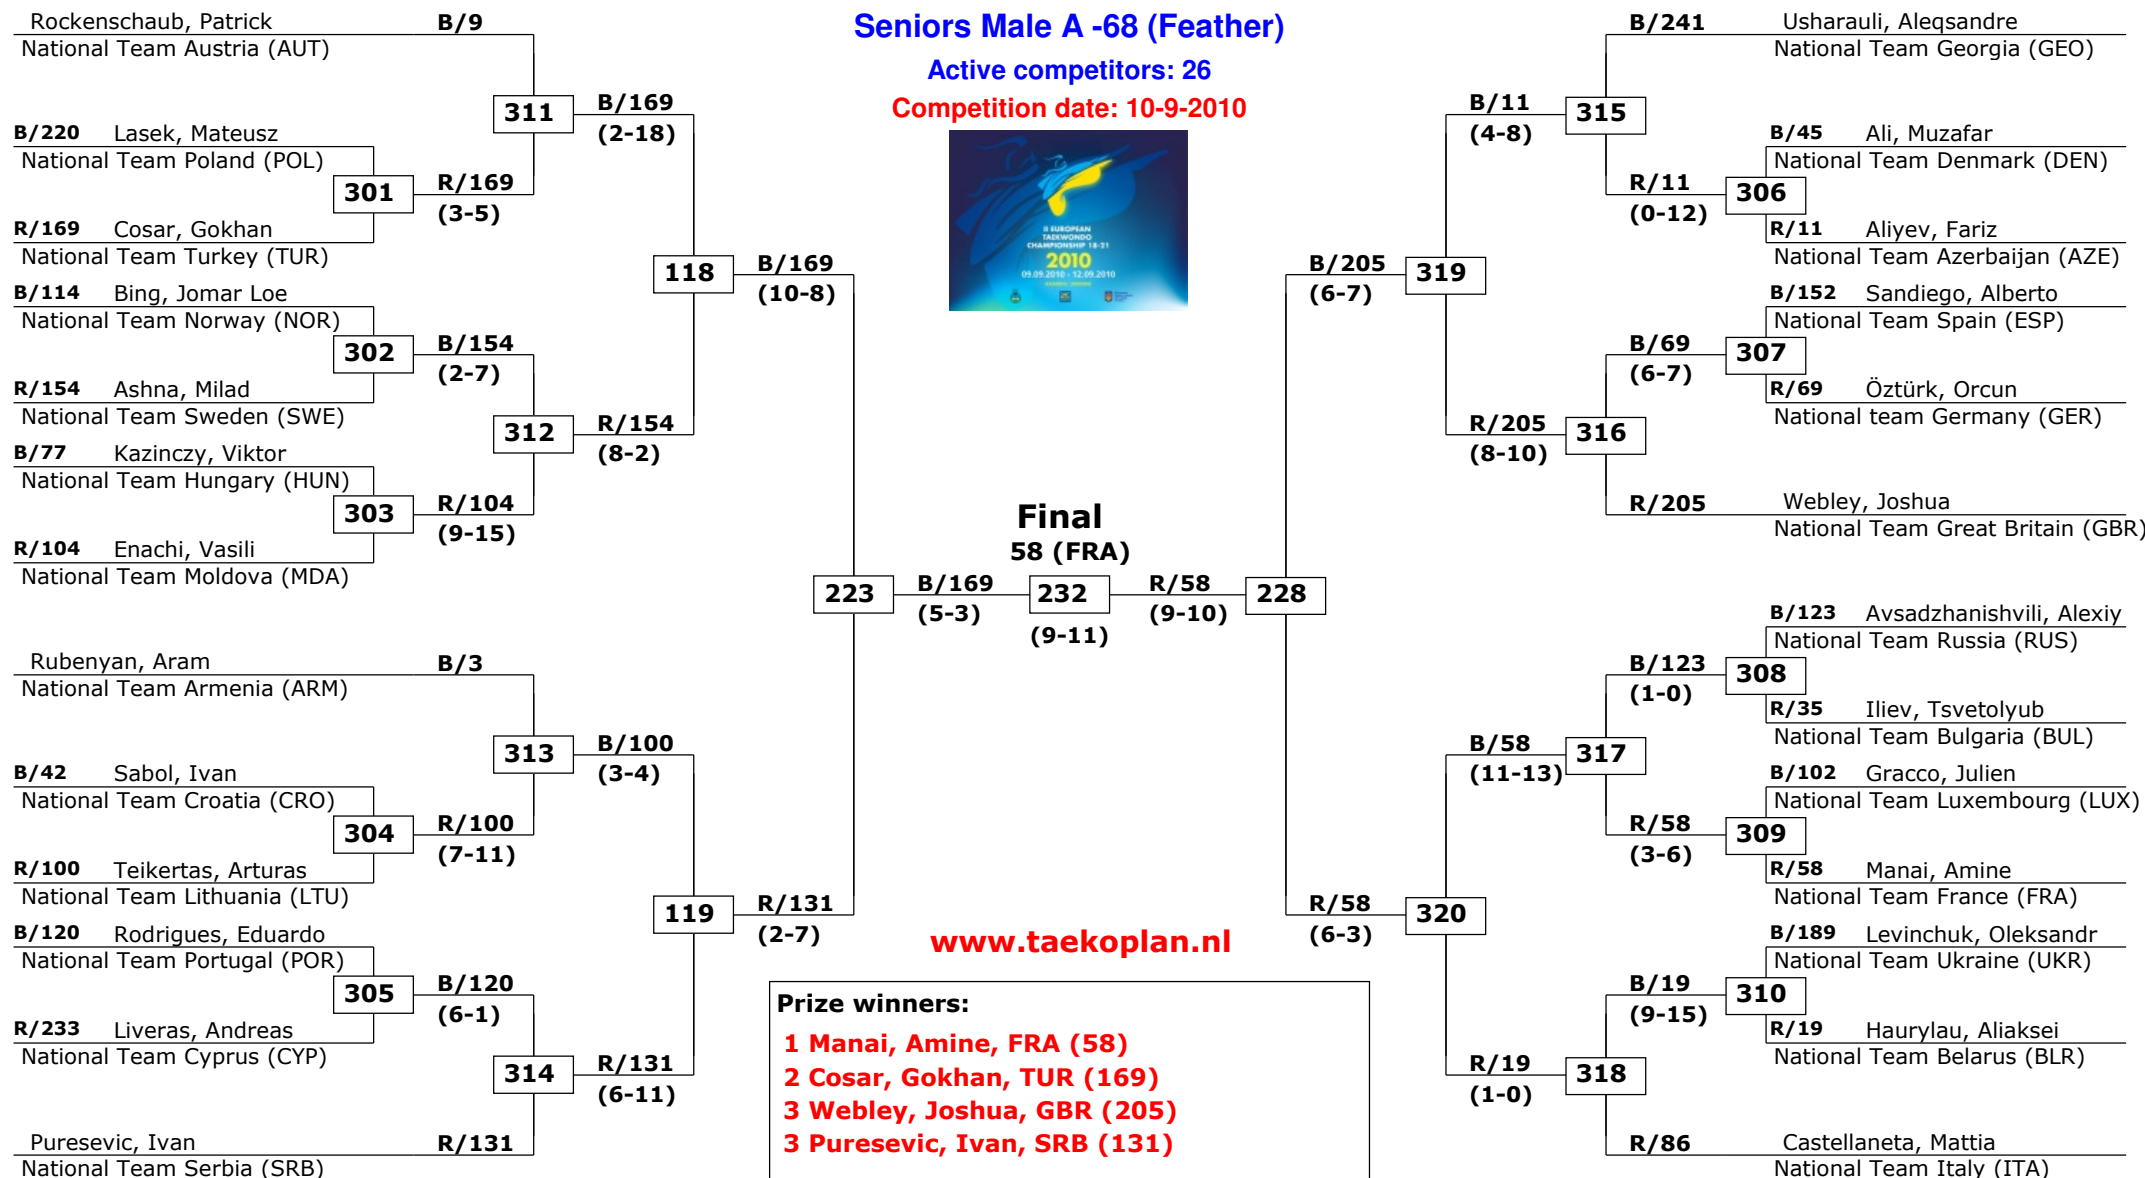 Seniors Male A -68 (Feather)
Active competitors: 26
Competition date: 10-9-2010
II EUROPEAN
TAEKWONDO
CHAMPIONSHIP 18-21
2010
09.09.2010 - 12.09.2010
Rockenschaub, Patrick B/9
National Team Austria (AUT)
311
B/169
(2-18)
B/220 Lasek, Mateusz
National Team Poland (POL)
301
R/169
(3-5)
R/169 Cosar, Gokhan
National Team Turkey (TUR)
118
B/169
(10-8)
B/114 Bing, Jomar Loe
National Team Norway (NOR)
302
B/154
(2-7)
R/154 Ashna, Milad
National Team Sweden (SWE)
312
R/154
(8-2)
B/77 Kazinczy, Viktor
National Team Hungary (HUN)
303
R/104
(9-15)
R/104 Enachi, Vasili
National Team Moldova (MDA)
223
B/169
(5-3)
Rubenyan, Aram B/3
National Team Armenia (ARM)
313
B/100
(3-4)
B/42 Sabol, Ivan
National Team Croatia (CRO)
304
R/100
(7-11)
R/100 Teikertas, Arturas
National Team Lithuania (LTU)
119
R/131
(2-7)
B/120 Rodrigues, Eduardo
National Team Portugal (POR)
305
B/120
(6-1)
R/233 Liveras, Andreas
National Team Cyprus (CYP)
314
R/131
(6-11)
Puresevic, Ivan R/131
National Team Serbia (SRB)
Final
58 (FRA)
232
(9-11)
R/58
(9-10)
228
B/241 Usharauli, Aleqsandre
National Team Georgia (GEO)
B/11
(4-8)
315
B/45 Ali, Muzafar
National Team Denmark (DEN)
R/11
(0-12)
306
R/11 Aliyev, Fariz
National Team Azerbaijan (AZE)
B/205
(6-7)
319
B/152 Sandiego, Alberto
National Team Spain (ESP)
B/69
(6-7)
307
R/69 Öztürk, Orcun
National team Germany (GER)
R/205
(8-10)
316
R/205 Webley, Joshua
National Team Great Britain (GBR)
B/123 Avsadzhanishvili, Alexiy
National Team Russia (RUS)
B/123
(1-0)
308
R/35 Iliev, Tsvetolyub
National Team Bulgaria (BUL)
B/58
(11-13)
317
B/102 Gracco, Julien
National Team Luxembourg (LUX)
R/58
(3-6)
309
R/58 Manai, Amine
National Team France (FRA)
R/58
(6-3)
320
B/189 Levinchuk, Oleksandr
National Team Ukraine (UKR)
B/19
(9-15)
310
R/19 Haurylau, Aliaksei
National Team Belarus (BLR)
R/19
(1-0)
318
R/86 Castellaneta, Mattia
National Team Italy (ITA)
www.taekoplan.nl
Prize winners:
1 Manai, Amine, FRA (58)
2 Cosar, Gokhan, TUR (169)
3 Webley, Joshua, GBR (205)
3 Puresevic, Ivan, SRB (131)